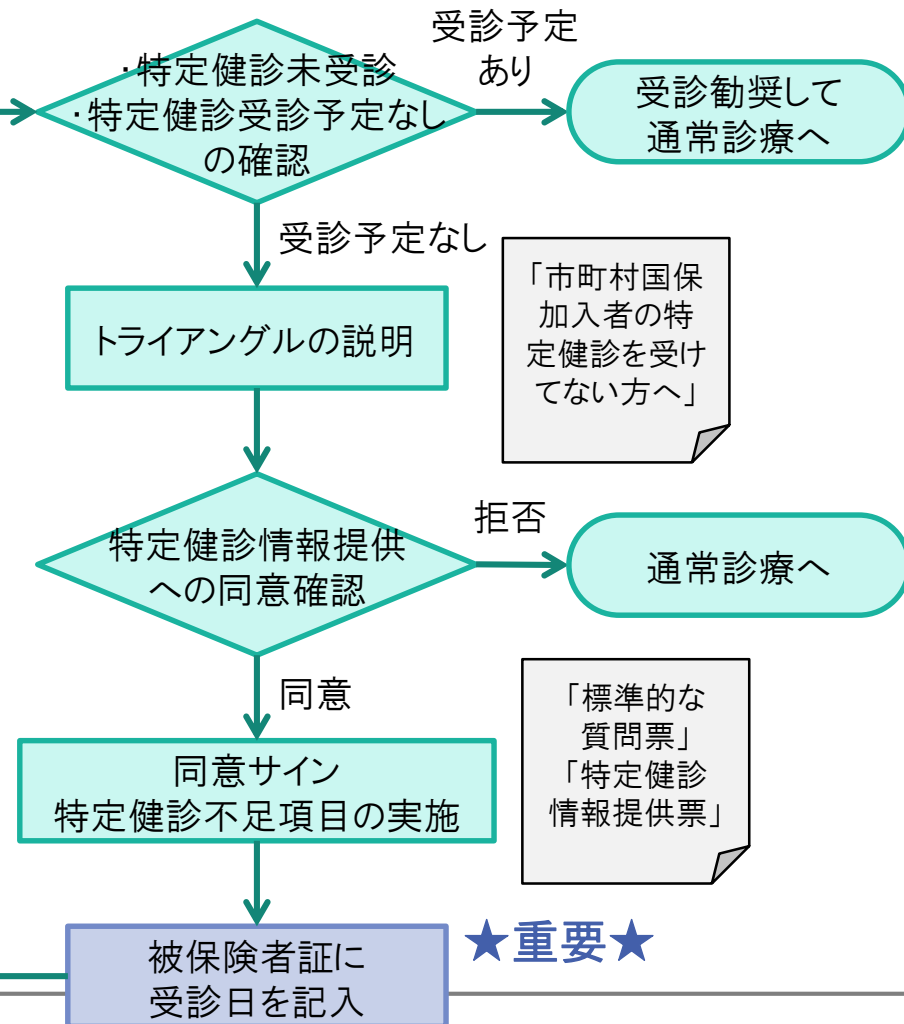 ・特定健診未受診
・特定健診受診予定なし
の確認
受診予定
あり
受診勧奨して
通常診療へ
受診予定なし
トライアングルの説明
「市町村国保
加入者の特
定健診を受け
てない方へ」
特定健診情報提供
への同意確認
拒否
通常診療へ
同意
同意サイン
特定健診不足項目の実施
「標準的な
質問票」
「特定健診
情報提供票」
被保険者証に
受診日を記入
★重要★